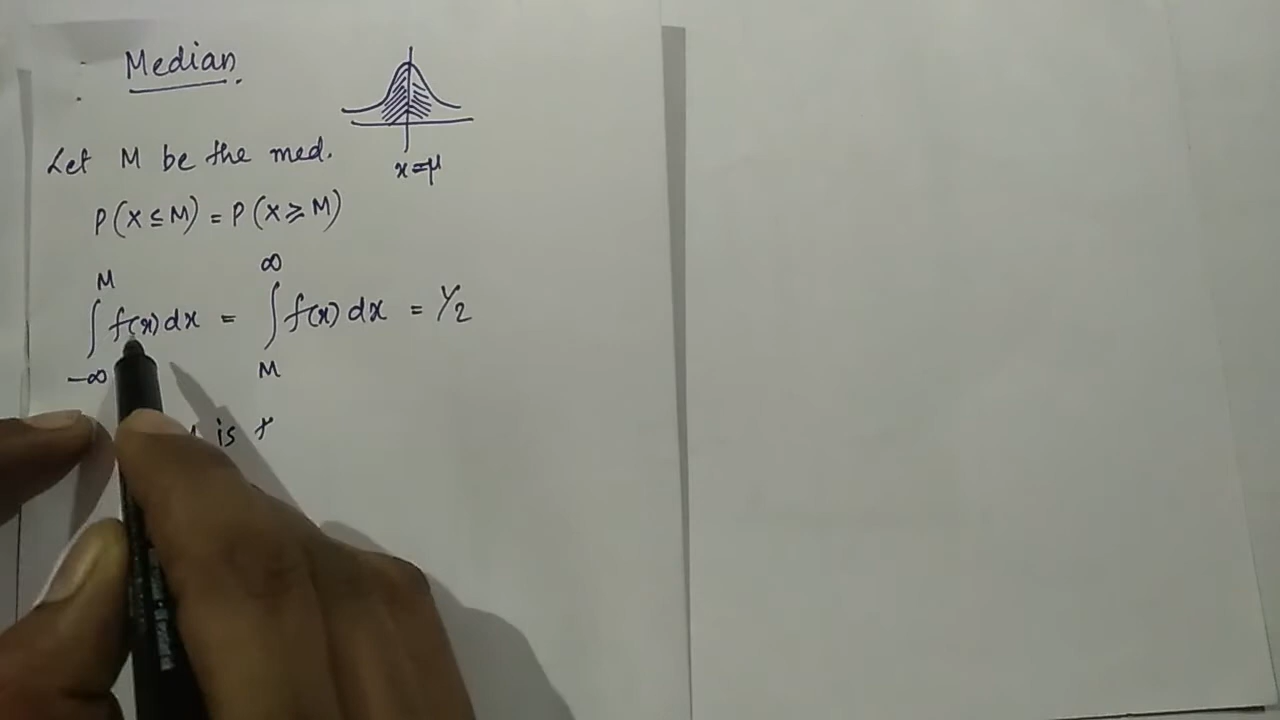 Median
Let M be the med.
x=μ
P(X≤M) = P(X≥M)
∫_{-∞}^{M} f(x)dx = ∫_{M}^{∞} f(x)dx = 1/2
is